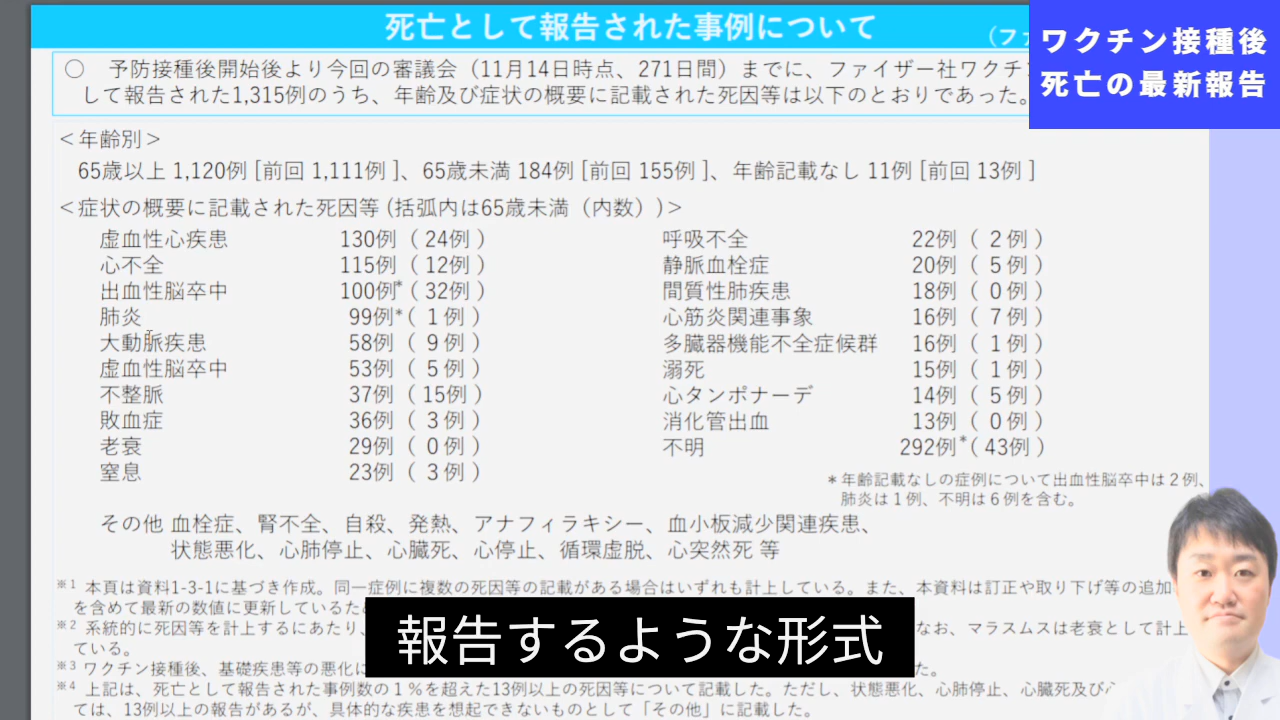 死亡として報告された事例について
(ファ
ワクチン接種後
死亡の最新報告
○ 予防接種後開始後より今回の審議会（11月14日時点、271日間）までに、ファイザー社ワクチン
して報告された1,315例のうち、年齢及び症状の概要に記載された死因等は以下のとおりであった。
＜年齢別＞
65歳以上 1,120例 [前回 1,111例 ]、65歳未満 184例 [前回 155例 ]、年齢記載なし 11例 [前回 13例 ]
＜症状の概要に記載された死因等 (括弧内は65歳未満（内数）)＞
虚血性心疾患 130例 ( 24例 )
心不全 115例 ( 12例 )
出血性脳卒中 100例* ( 32例 )
肺炎 99例* ( 1 例 )
大動脈疾患 58例 ( 9 例 )
虚血性脳卒中 53例 ( 5 例 )
不整脈 37例 ( 15例 )
敗血症 36例 ( 3 例 )
老衰 29例 ( 0 例 )
窒息 23例 ( 3 例 )
呼吸不全 22例 ( 2 例 )
静脈血栓症 20例 ( 5 例 )
間質性肺疾患 18例 ( 0 例 )
心筋炎関連事象 16例 ( 7 例 )
多臓器機能不全症候群 16例 ( 1 例 )
溺死 15例 ( 1 例 )
心タンポナーデ 14例 ( 5 例 )
消化管出血 13例 ( 0 例 )
不明 292例* ( 43例 )
＊年齢記載なしの症例について出血性脳卒中は２例、
肺炎は１例、不明は６例を含む。
その他 血栓症、腎不全、自殺、発熱、アナフィラキシー、血小板減少関連疾患、
状態悪化、心肺停止、心臓死、心停止、循環虚脱、心突然死 等
※1 本頁は資料1-3-1に基づき作成。同一症例に複数の死因等の記載がある場合はいずれも計上している。また、本資料は訂正や取り下げ等の追加
を含めて最新の数値に更新しているた
※2 系統的に死因等を計上するにあたり、
なお、マラスムスは老衰として計上
ている。
※3 ワクチン接種後、基礎疾患等の悪化に
た。
※4 上記は、死亡として報告された事例数の１％を超えた13例以上の死因等について記載した。ただし、状態悪化、心肺停止、心臓死及び心
ては、13例以上の報告があるが、具体的な疾患を想起できないものとして「その他」に記載した。
報告するような形式